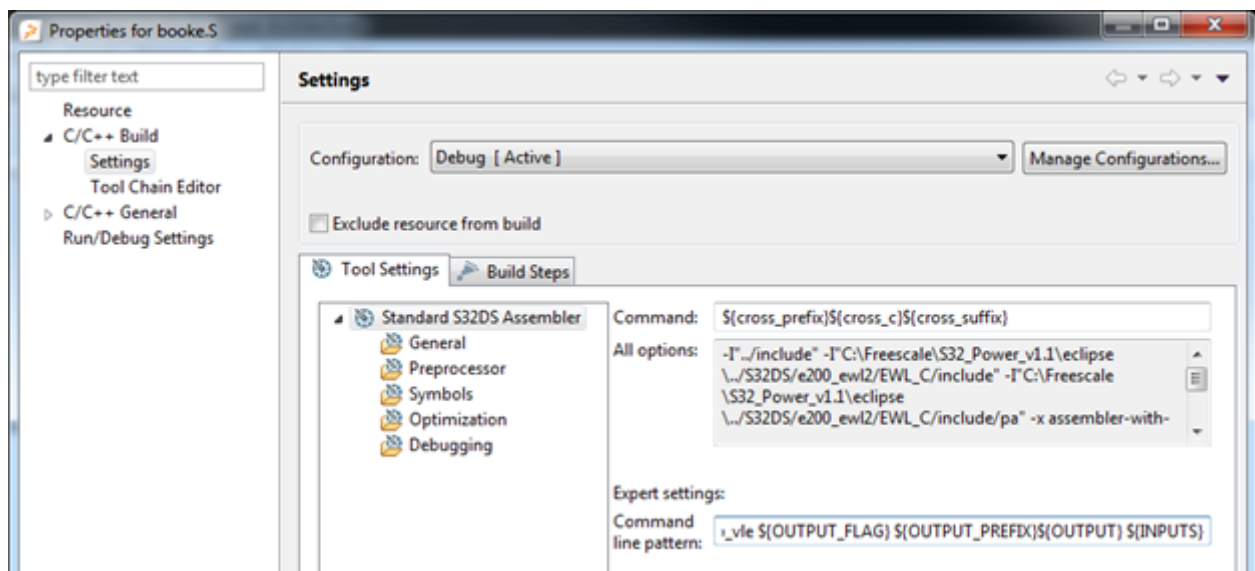 Properties for booke.S
type filter text
Resource
C/C++ Build
Settings
Tool Chain Editor
C/C++ General
Run/Debug Settings
Settings
Configuration: Debug [ Active ] Manage Configurations...
Exclude resource from build
Tool Settings Build Steps
Standard S32DS Assembler
General
Preprocessor
Symbols
Optimization
Debugging
Command: ${cross_prefix}${cross_c}${cross_suffix}
All options: -I"../include" -I"C:\Freescale\S32_Power_v1.1\eclipse
\../S32DS/e200_ewl2/EWL_C/include" -I"C:\Freescale
\S32_Power_v1.1\eclipse
\../S32DS/e200_ewl2/EWL_C/include/pa" -x assembler-with-
Expert settings:
Command
line pattern: _vle ${OUTPUT_FLAG} ${OUTPUT_PREFIX}${OUTPUT} ${INPUTS}